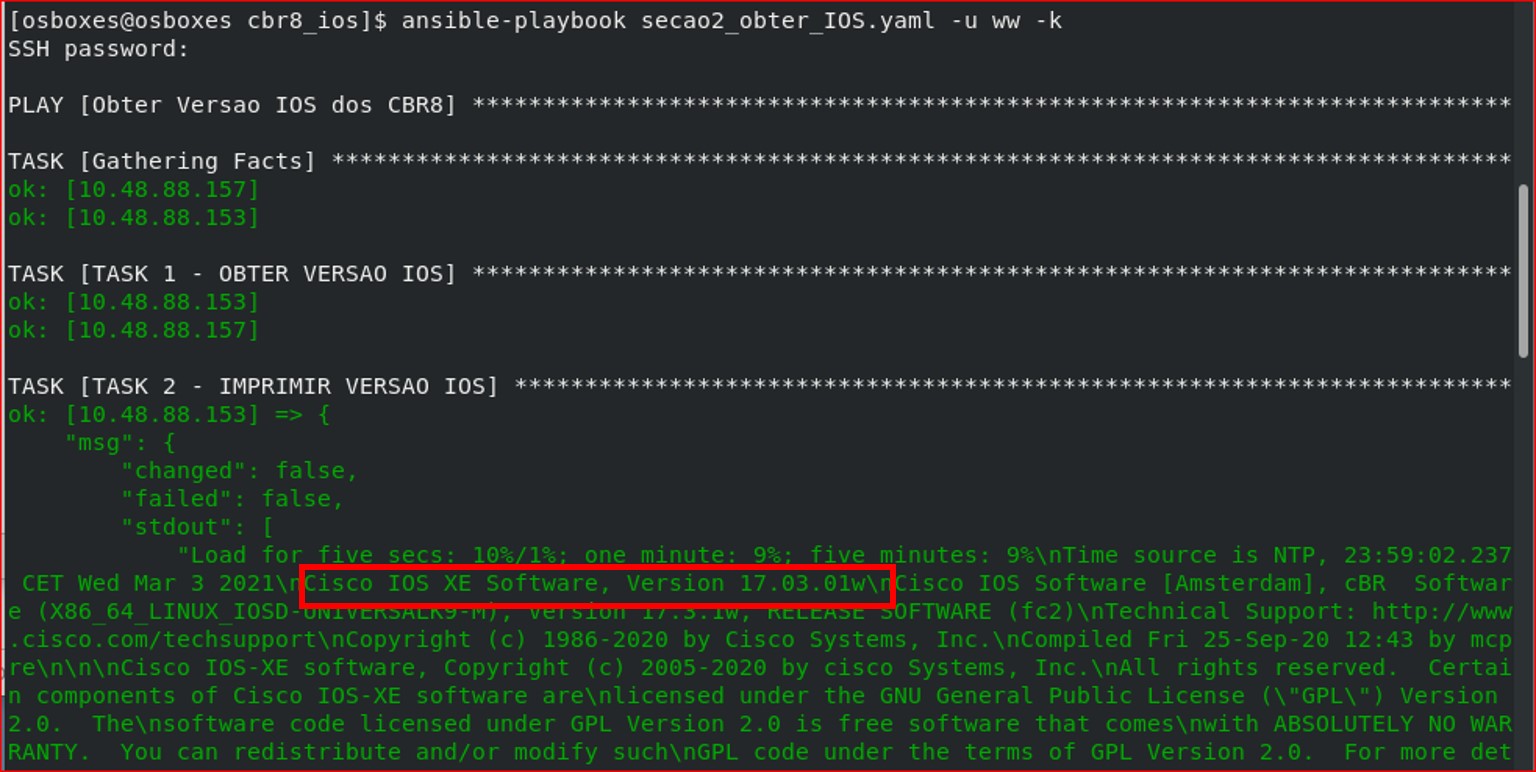 [osboxes@osboxes cbr8_ios]$ ansible-playbook secao2_obter_IOS.yaml -u ww -k
SSH password:
PLAY [Obter Versao IOS dos CBR8] **************************************************************************
TASK [Gathering Facts] ************************************************************************************
ok: [10.48.88.157]
ok: [10.48.88.153]
TASK [TASK 1 - OBTER VERSAO IOS] **************************************************************************
ok: [10.48.88.153]
ok: [10.48.88.157]
TASK [TASK 2 - IMPRIMIR VERSAO IOS] ***********************************************************************
ok: [10.48.88.153] => {
    "msg": {
        "changed": false,
        "failed": false,
        "stdout": [
            "Load for five secs: 10%/1%; one minute: 9%; five minutes: 9%\nTime source is NTP, 23:59:02.237
 CET Wed Mar 3 2021\nCisco IOS XE Software, Version 17.03.01w\nCisco IOS Software [Amsterdam], cBR  Softwar
e (X86_64_LINUX_IOSD-UNIVERSALK9-M), Version 17.3.1w, RELEASE SOFTWARE (fc2)\nTechnical Support: http://www
.cisco.com/techsupport\nCopyright (c) 1986-2020 by Cisco Systems, Inc.\nCompiled Fri 25-Sep-20 12:43 by mcp
re\n\n\nCisco IOS-XE software, Copyright (c) 2005-2020 by cisco Systems, Inc.\nAll rights reserved.  Certai
n components of Cisco IOS-XE software are\nlicensed under the GNU General Public License (\"GPL\") Version 
2.0.  The\nsoftware code licensed under GPL Version 2.0 is free software that comes\nwith ABSOLUTELY NO WAR
RANTY.  You can redistribute and/or modify such\nGPL code under the terms of GPL Version 2.0.  For more det